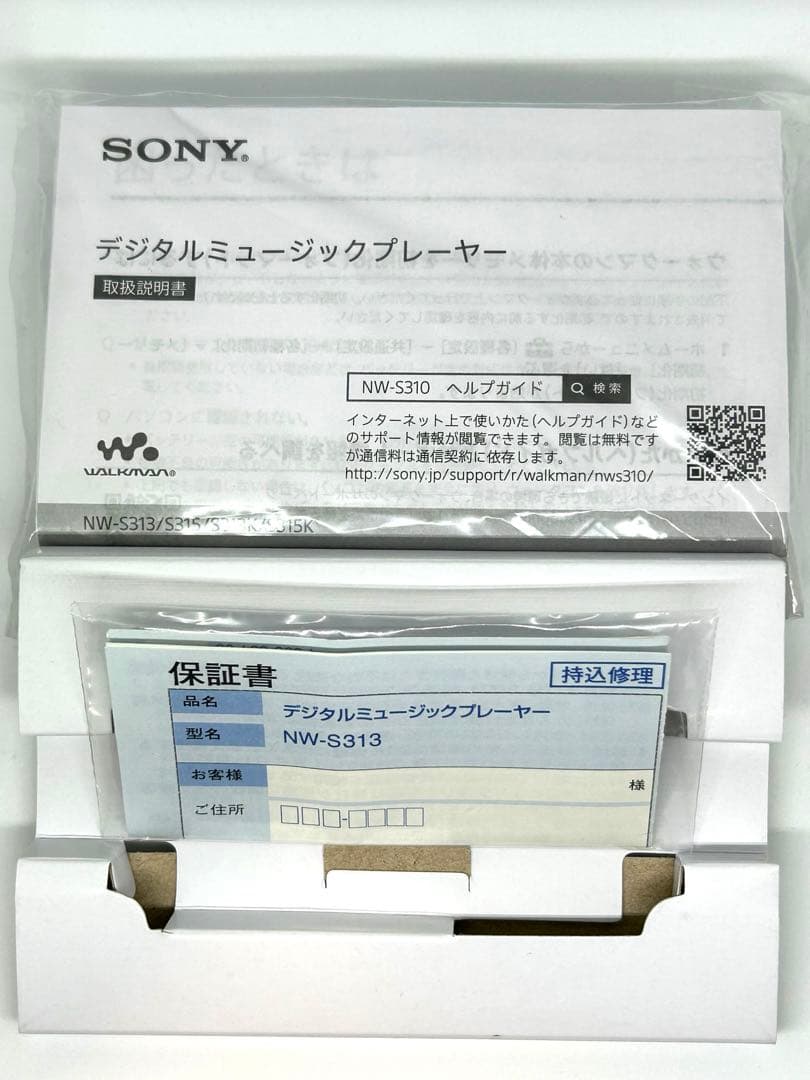 SONY®
デジタルミュージックプレーヤー
取扱説明書
NW-S310 ヘルプガイド 検索
インターネット上で使いかた(ヘルプガイド)など
のサポート情報が閲覧できます。閲覧は無料です
が通信料は通信契約に依存します。
http://sony.jp/support/r/walkman/nws310/
WALKMAN®
NW-S313/S315/S313K/S315K
保証書
持込修理
品名 デジタルミュージックプレーヤー
型名 NW-S313
お客様 様
ご住所